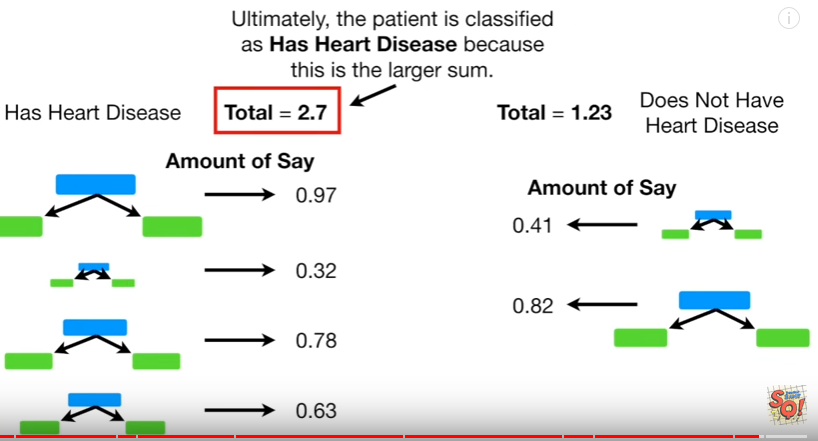 Ultimately, the patient is classified
as Has Heart Disease because
this is the larger sum.
Has Heart Disease
Total = 2.7
Total = 1.23
Does Not Have
Heart Disease
Amount of Say
0.97
0.32
0.78
0.63
Amount of Say
0.41
0.82
SQ!